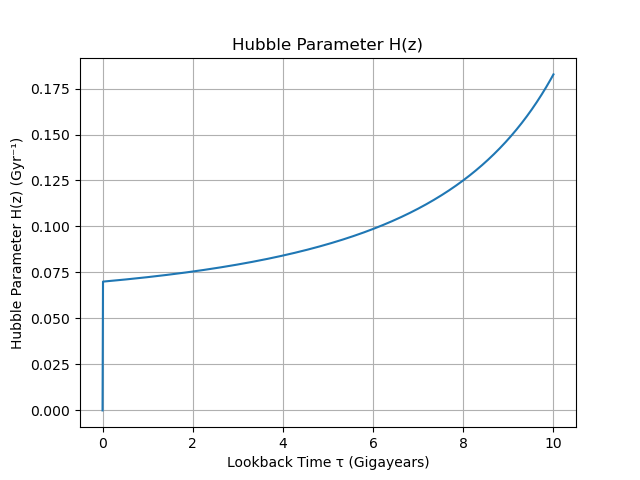 Hubble Parameter H(z)
Hubble Parameter H(z) (Gyr⁻¹)
0.175
0.150
0.125
0.100
0.075
0.050
0.025
0.000
0 2 4 6 8 10
Lookback Time τ (Gigayears)